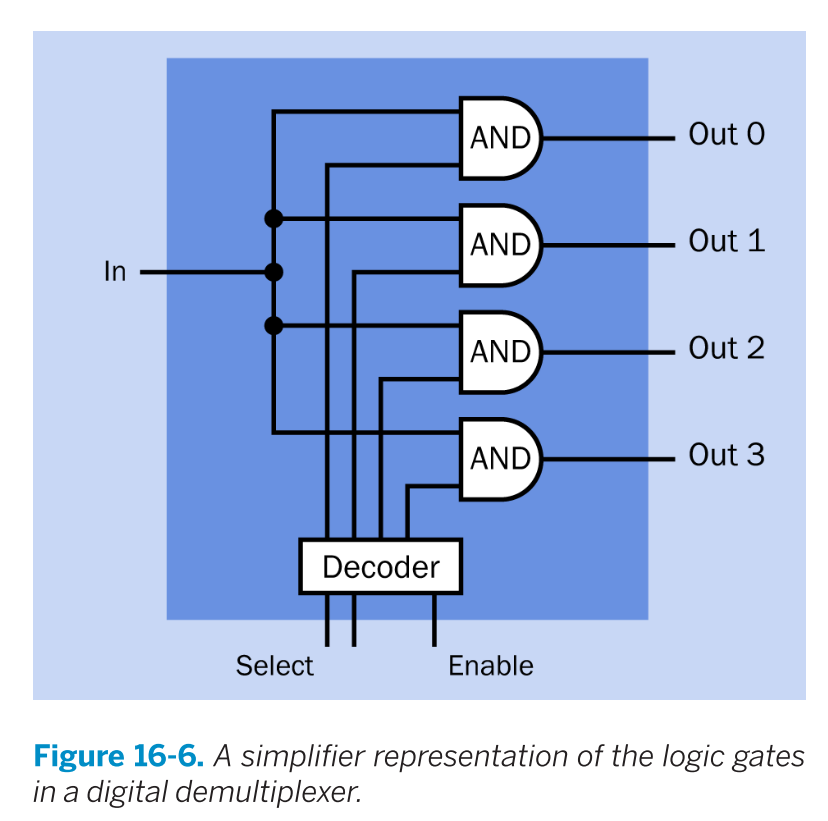 AND
Out 0
AND
Out 1
In
AND
Out 2
AND
Out 3
Decoder
Select
Enable
Figure 16-6. A simplifier representation of the logic gates
in a digital demultiplexer.